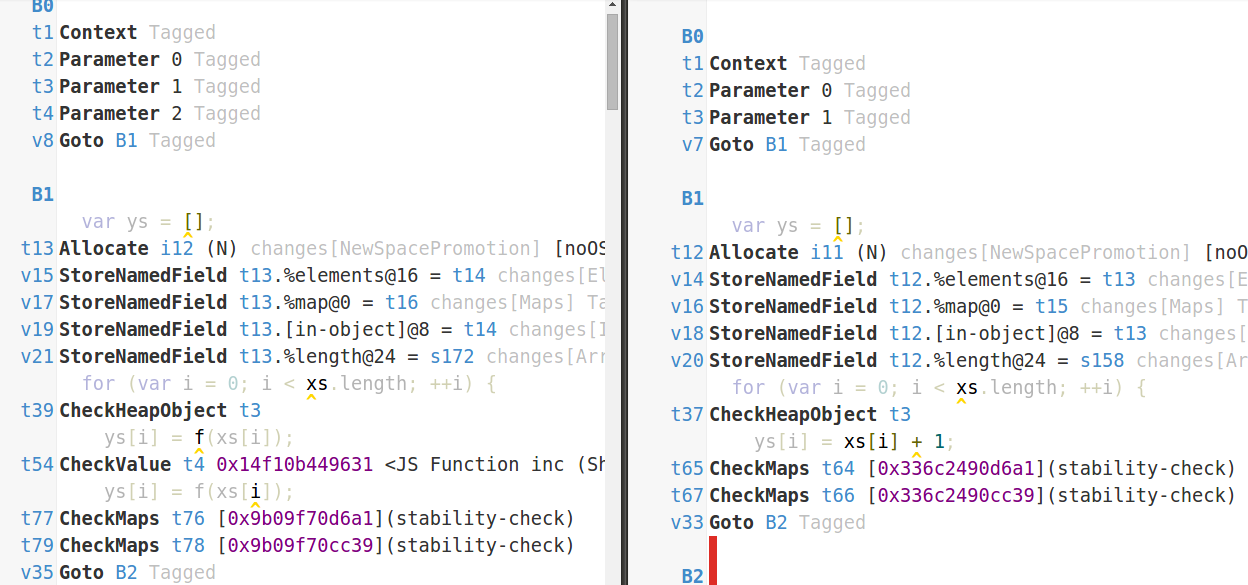 B0
t1 Context Tagged
t2 Parameter 0 Tagged
t3 Parameter 1 Tagged
t4 Parameter 2 Tagged
v8 Goto B1 Tagged
B1
var ys = [];
t13 Allocate i12 (N) changes[NewSpacePromotion] [noOS
v15 StoreNamedField t13.%elements@16 = t14 changes[El
v17 StoreNamedField t13.%map@0 = t16 changes[Maps] Ta
v19 StoreNamedField t13.[in-object]@8 = t14 changes[I
v21 StoreNamedField t13.%length@24 = s172 changes[Arr
for (var i = 0; i < xs.length; ++i) {
t39 CheckHeapObject t3
ys[i] = f(xs[i]);
t54 CheckValue t4 0x14f10b449631 <JS Function inc (Sh
ys[i] = f(xs[i]);
t77 CheckMaps t76 [0x9b09f70d6a1](stability-check)
t79 CheckMaps t78 [0x9b09f70cc39](stability-check)
v35 Goto B2 Tagged
B0
t1 Context Tagged
t2 Parameter 0 Tagged
t3 Parameter 1 Tagged
v7 Goto B1 Tagged
B1
var ys = [];
t12 Allocate i11 (N) changes[NewSpacePromotion] [noO
v14 StoreNamedField t12.%elements@16 = t13 changes[E
v16 StoreNamedField t12.%map@0 = t15 changes[Maps] T
v18 StoreNamedField t12.[in-object]@8 = t13 changes[
v20 StoreNamedField t12.%length@24 = s158 changes[Ar
for (var i = 0; i < xs.length; ++i) {
t37 CheckHeapObject t3
ys[i] = xs[i] + 1;
t65 CheckMaps t64 [0x336c2490d6a1](stability-check)
t67 CheckMaps t66 [0x336c2490cc39](stability-check)
v33 Goto B2 Tagged
B2